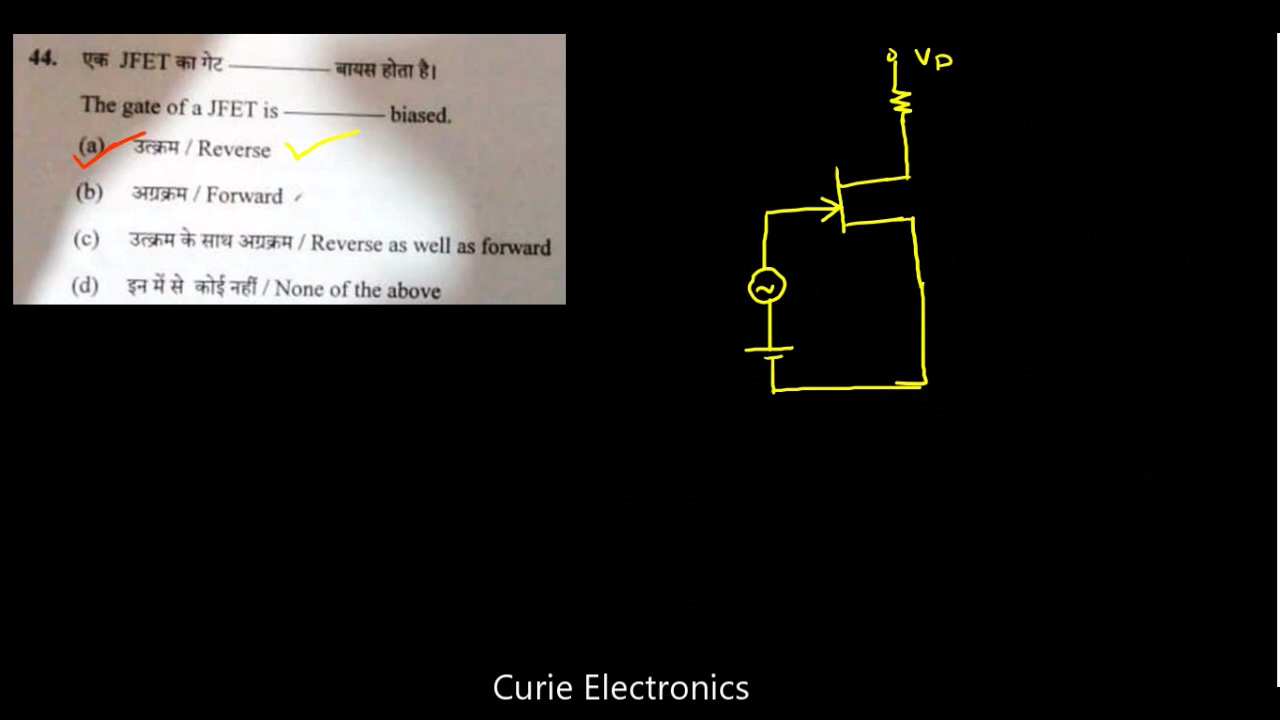 44. एक JFET का गेट ________ बायस होता है।
The gate of a JFET is ________ biased.
(a) उत्क्रम / Reverse
(b) अग्रक्रम / Forward
(c) उत्क्रम के साथ अग्रक्रम / Reverse as well as forward
(d) इन में से कोई नहीं / None of the above
VD
Curie Electronics